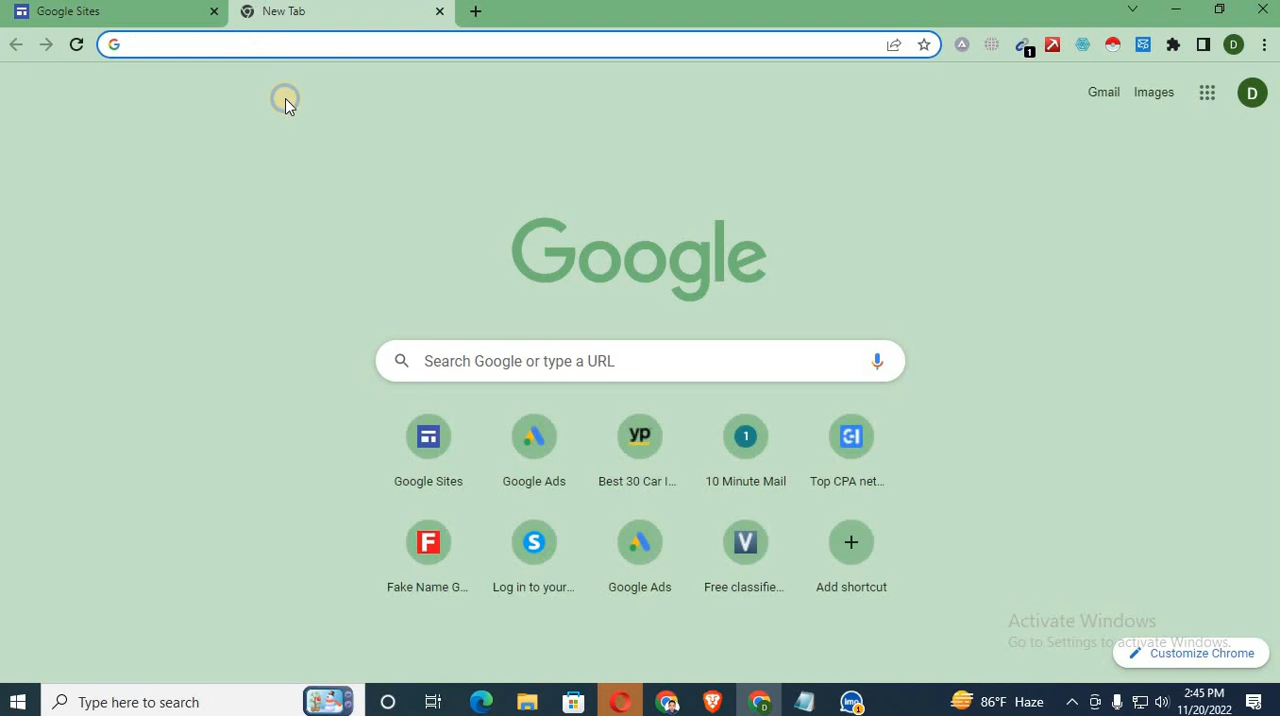 Google Sites
New Tab
1
D
Gmail Images D
Google
Search Google or type a URL
yp 1
Google Sites Google Ads Best 30 Car I... 10 Minute Mail Top CPA net...
F S V
Fake Name G... Log in to your... Google Ads Free classifie... Add shortcut
Activate Windows
Go to Settings to activate Windows.
Customize Chrome
Type here to search
86°F Haze
2:45 PM
11/20/2022